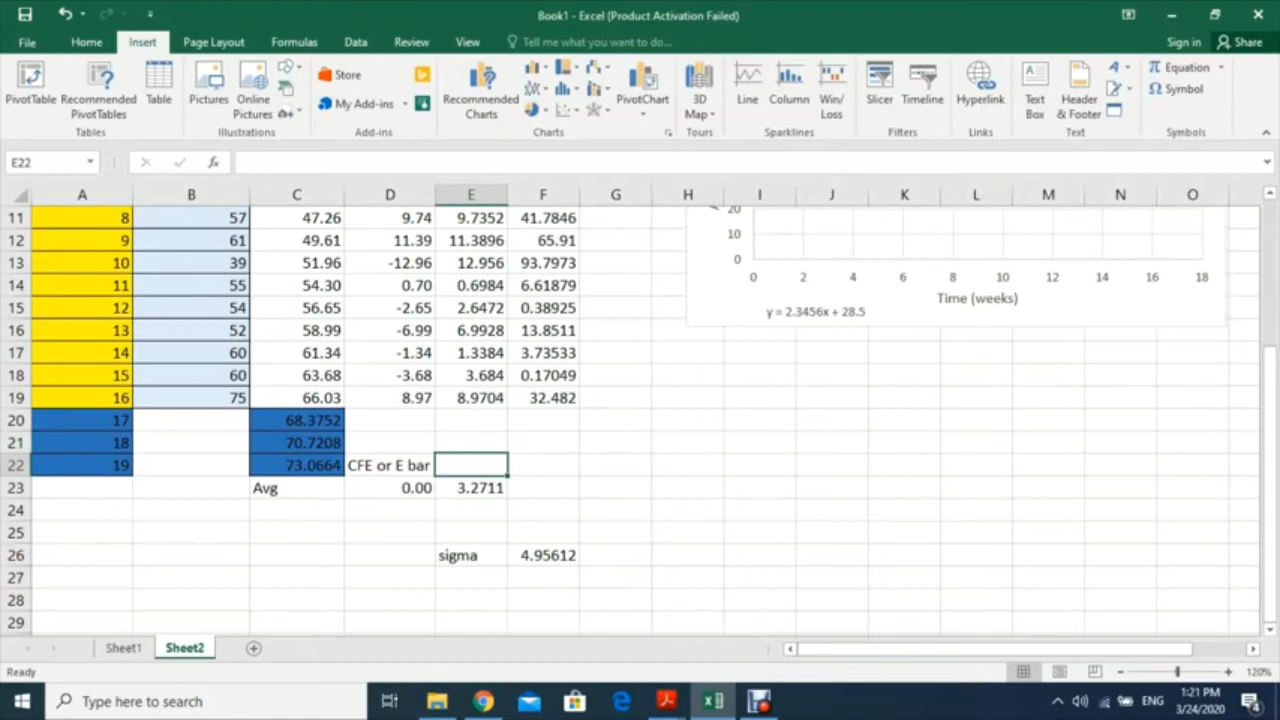 Book1 - Excel (Product Activation Failed)
File Home Insert Page Layout Formulas Data Review View Tell me what you want to do... Sign in Share
PivotTable Recommended PivotTables Table Pictures Online Pictures Store My Add-ins Recommended Charts PivotChart 3D Map Line Column Win/Loss Slicer Timeline Hyperlink Text Box Header & Footer Equation Symbol
Tables Illustrations Add-ins Charts Tours Sparklines Filters Links Text Symbols
E22 fx
A B C D E F G H I J K L M N O
11 8 57 47.26 9.74 9.7352 41.7846
12 9 61 49.61 11.39 11.3896 65.91
13 10 39 51.96 -12.96 12.956 93.7973
14 11 55 54.30 0.70 0.6984 6.61879
15 12 54 56.65 -2.65 2.6472 0.38925
16 13 52 58.99 -6.99 6.9928 13.8511
17 14 60 61.34 -1.34 1.3384 3.73533
18 15 60 63.68 -3.68 3.684 0.17049
19 16 75 66.03 8.97 8.9704 32.482
20 17 68.3752
21 18 70.7208
22 19 73.0664 CFE or E bar
23 Avg 0.00 3.2711
24
25
26 sigma 4.95612
27
28
29
20
10
0
0 2 4 6 8 10 12 14 16 18
Time (weeks)
y = 2.3456x + 28.5
Sheet1 Sheet2
Ready 120%
Type here to search ENG 1:21 PM
3/24/2020 4